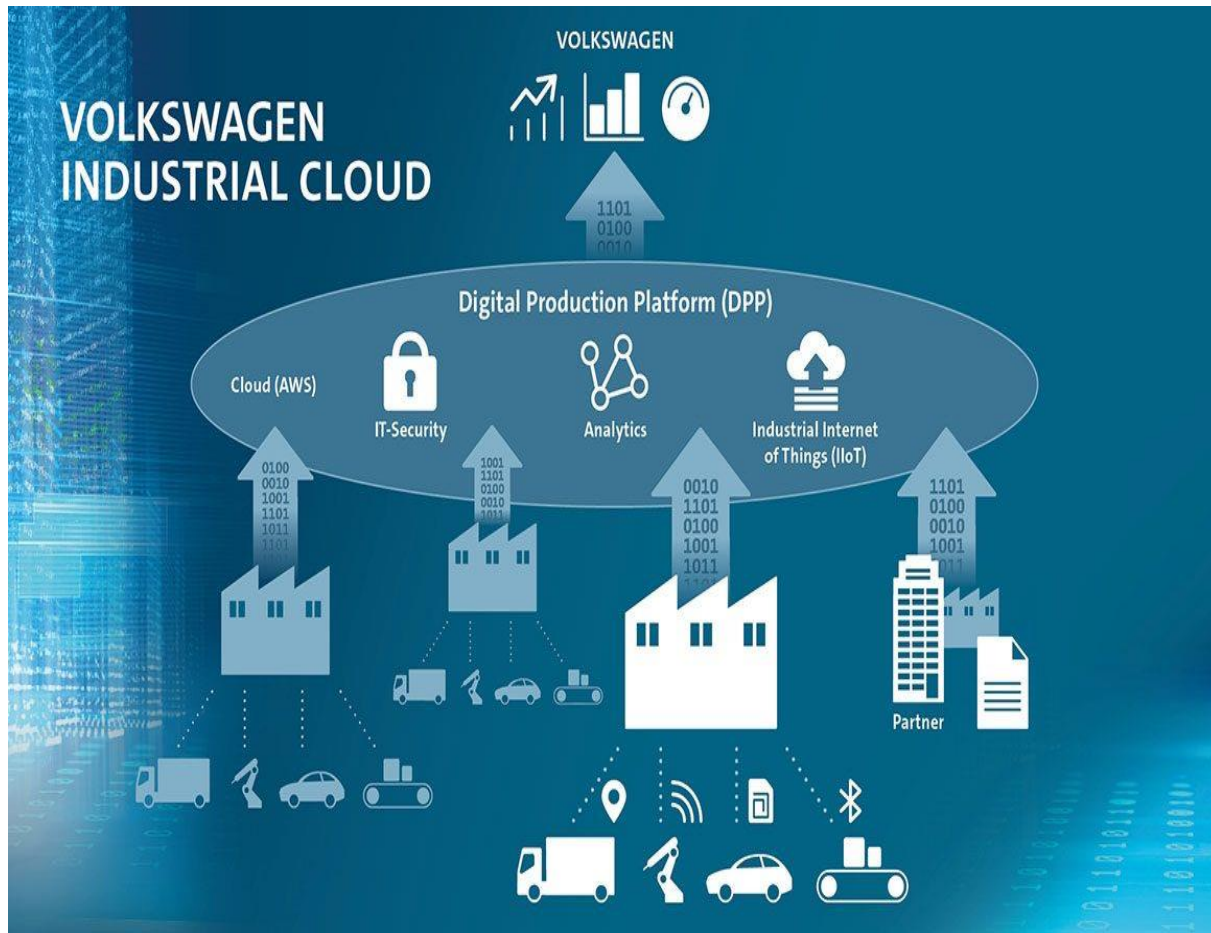 VOLKSWAGEN
VOLKSWAGEN
INDUSTRIAL CLOUD
1101
0100
0010
Digital Production Platform (DPP)
Cloud (AWS)
IT-Security
Analytics
Industrial Internet
of Things (IIoT)
0100
0010
1001
1101
1011
1101
1001
1101
0100
0010
1011
0010
1101
0100
1001
1011
1101
0100
0010
1001
Partner